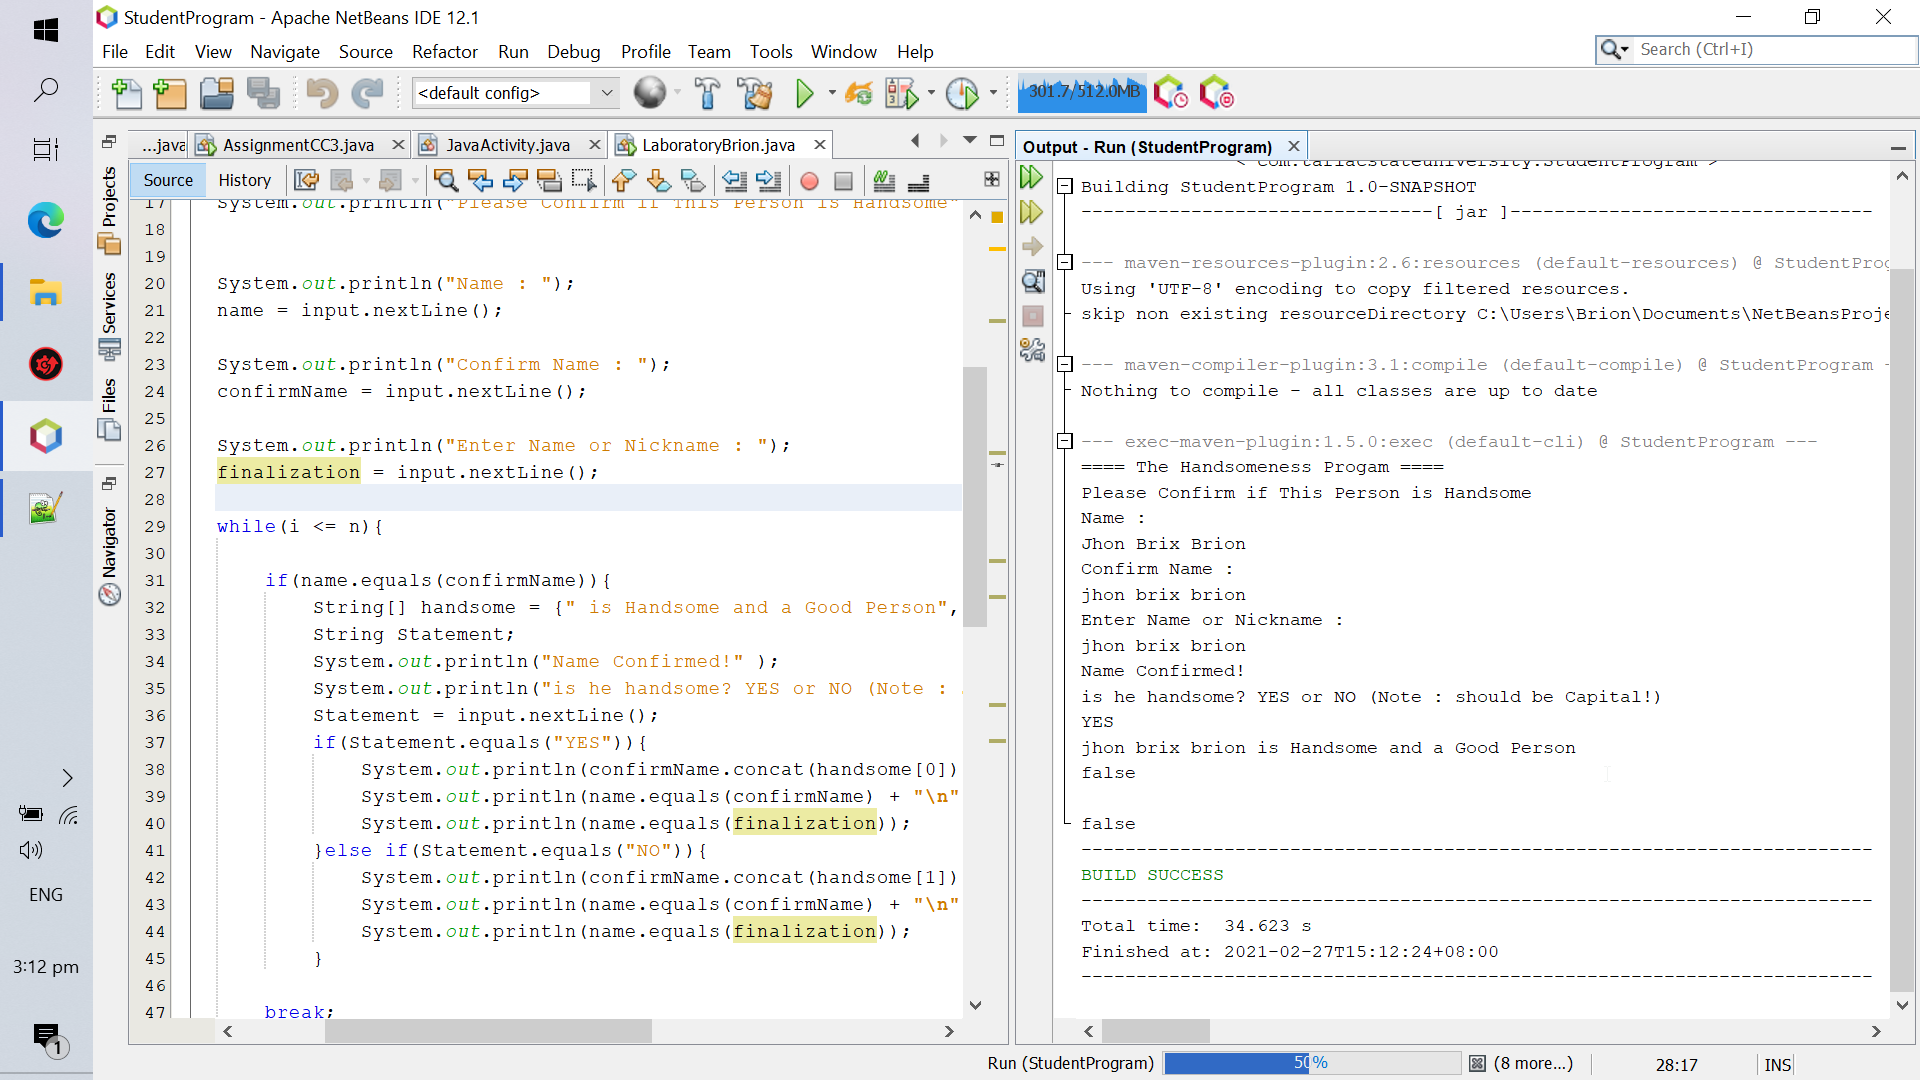 StudentProgram - Apache NetBeans IDE 12.1
File Edit View Navigate Source Refactor Run Debug Profile Team Tools Window Help
Search (Ctrl+I)
<default config>
301.7/512.0MB
...java
AssignmentCC3.java
JavaActivity.java
LaboratoryBrion.java
Source History
Projects
Services
Files
Navigator
17 System.out.println("Please Confirm if This Person is Handsome"
18
19
20 System.out.println("Name : ");
21 name = input.nextLine();
22
23 System.out.println("Confirm Name : ");
24 confirmName = input.nextLine();
25
26 System.out.println("Enter Name or Nickname : ");
27 finalization = input.nextLine();
28
29 while(i <= n){
30
31 if(name.equals(confirmName)){
32 String[] handsome = {" is Handsome and a Good Person",
33 String Statement;
34 System.out.println("Name Confirmed!" );
35 System.out.println("is he handsome? YES or NO (Note :
36 Statement = input.nextLine();
37 if(Statement.equals("YES")){
38 System.out.println(confirmName.concat(handsome[0])
39 System.out.println(name.equals(confirmName) + "\n"
40 System.out.println(name.equals(finalization));
41 }else if(Statement.equals("NO")){
42 System.out.println(confirmName.concat(handsome[1])
43 System.out.println(name.equals(confirmName) + "\n"
44 System.out.println(name.equals(finalization));
45 }
46
47 break;
Output - Run (StudentProgram)
< com.tarlacstateuniversity:StudentProgram >
Building StudentProgram 1.0-SNAPSHOT
--------------------------------[ jar ]---------------------------------
--- maven-resources-plugin:2.6:resources (default-resources) @ StudentProg
Using 'UTF-8' encoding to copy filtered resources.
skip non existing resourceDirectory C:\Users\Brion\Documents\NetBeansProje
--- maven-compiler-plugin:3.1:compile (default-compile) @ StudentProgram -
Nothing to compile - all classes are up to date
--- exec-maven-plugin:1.5.0:exec (default-cli) @ StudentProgram ---
==== The Handsomeness Progam ====
Please Confirm if This Person is Handsome
Name :
Jhon Brix Brion
Confirm Name :
jhon brix brion
Enter Name or Nickname :
jhon brix brion
Name Confirmed!
is he handsome? YES or NO (Note : should be Capital!)
YES
jhon brix brion is Handsome and a Good Person
false
false
------------------------------------------------------------------------
BUILD SUCCESS
------------------------------------------------------------------------
Total time: 34.623 s
Finished at: 2021-02-27T15:12:24+08:00
------------------------------------------------------------------------
ENG
3:12 pm
1
Run (StudentProgram) 50% (8 more...) 28:17 INS